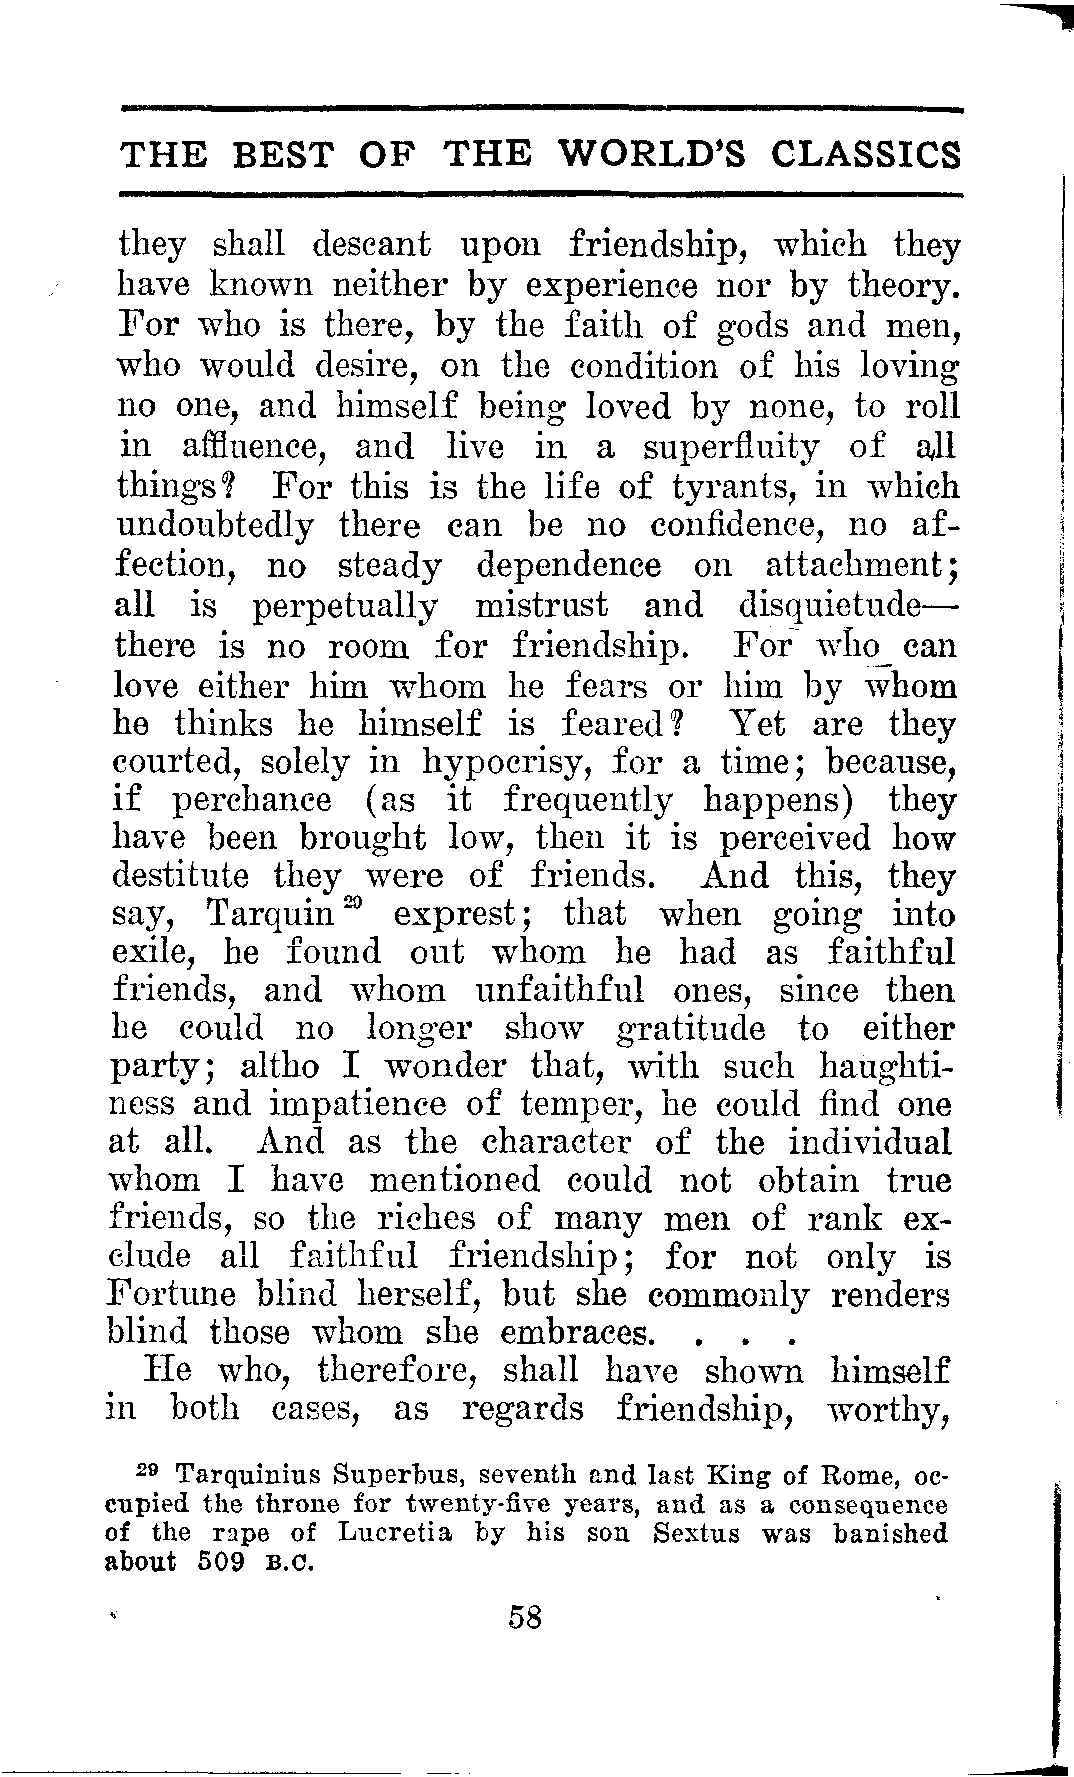 THE BEST OF THE WORLD'S CLASSICS
they shall descant upon friendship, which they
have known neither by experience nor by theory.
For who is there, by the faith of gods and men,
who would desire, on the condition of his loving
no one, and himself being loved by none, to roll
in affluence, and live in a superfluity of all
things? For this is the life of tyrants, in which
undoubtedly there can be no confidence, no af-
fection, no steady dependence on attachment;
all is perpetually mistrust and disquietude—
there is no room for friendship. For who can
love either him whom he fears or him by whom
he thinks he himself is feared? Yet are they
courted, solely in hypocrisy, for a time; because,
if perchance (as it frequently happens) they
have been brought low, then it is perceived how
destitute they were of friends. And this, they
say, Tarquin²⁹ exprest; that when going into
exile, he found out whom he had as faithful
friends, and whom unfaithful ones, since then
he could no longer show gratitude to either
party; altho I wonder that, with such haughti-
ness and impatience of temper, he could find one
at all. And as the character of the individual
whom I have mentioned could not obtain true
friends, so the riches of many men of rank ex-
clude all faithful friendship; for not only is
Fortune blind herself, but she commonly renders
blind those whom she embraces. . . .
He who, therefore, shall have shown himself
in both cases, as regards friendship, worthy,
²⁹ Tarquinius Superbus, seventh and last King of Rome, oc-
cupied the throne for twenty-five years, and as a consequence
of the rape of Lucretia by his son Sextus was banished
about 509 B.C.
58